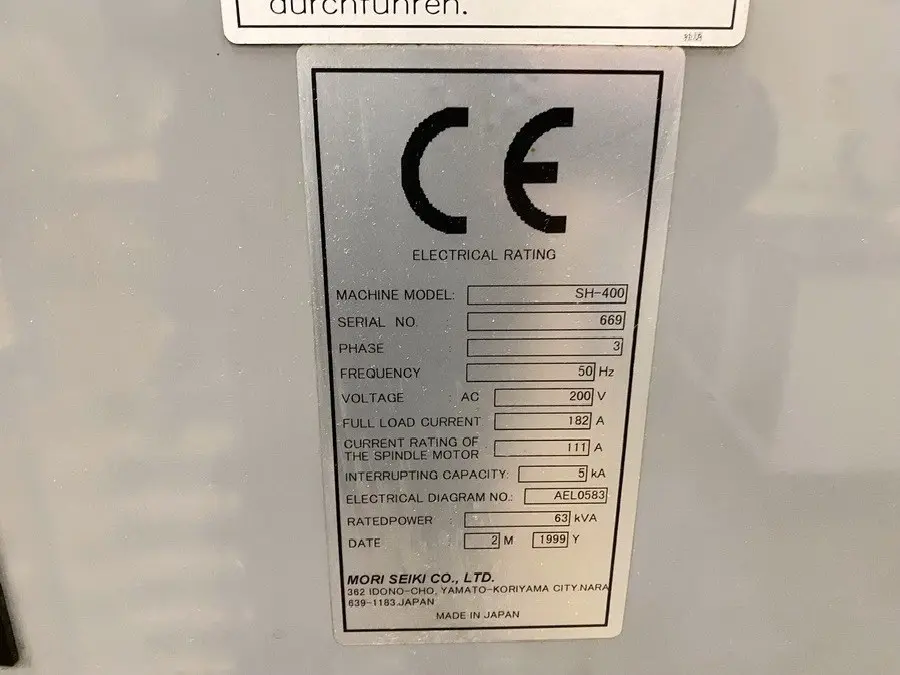 durchführen.
CE
ELECTRICAL RATING
MACHINE MODEL: SH-400
SERIAL NO. : 669
PHASE : 3
FREQUENCY : 50 Hz
VOLTAGE : AC 200 V
FULL LOAD CURRENT 182 A
CURRENT RATING OF
THE SPINDLE MOTOR 111 A
INTERRUPTING CAPACITY: 5 kA
ELECTRICAL DIAGRAM NO.: AEL0583
RATEDPOWER : 63 kVA
DATE : 2 M 1999 Y
MORI SEIKI CO., LTD.
362 IDONO-CHO, YAMATO-KORIYAMA CITY.NARA
639-1183.JAPAN
MADE IN JAPAN